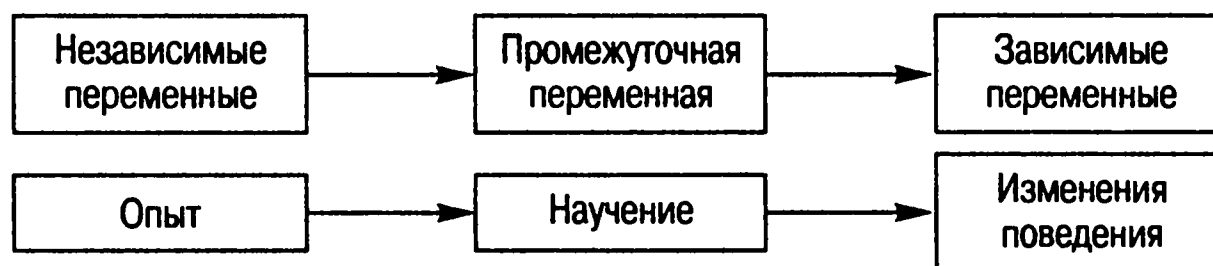 Независимые
переменные
Промежуточная
переменная
Зависимые
переменные
Опыт
Научение
Изменения
поведения